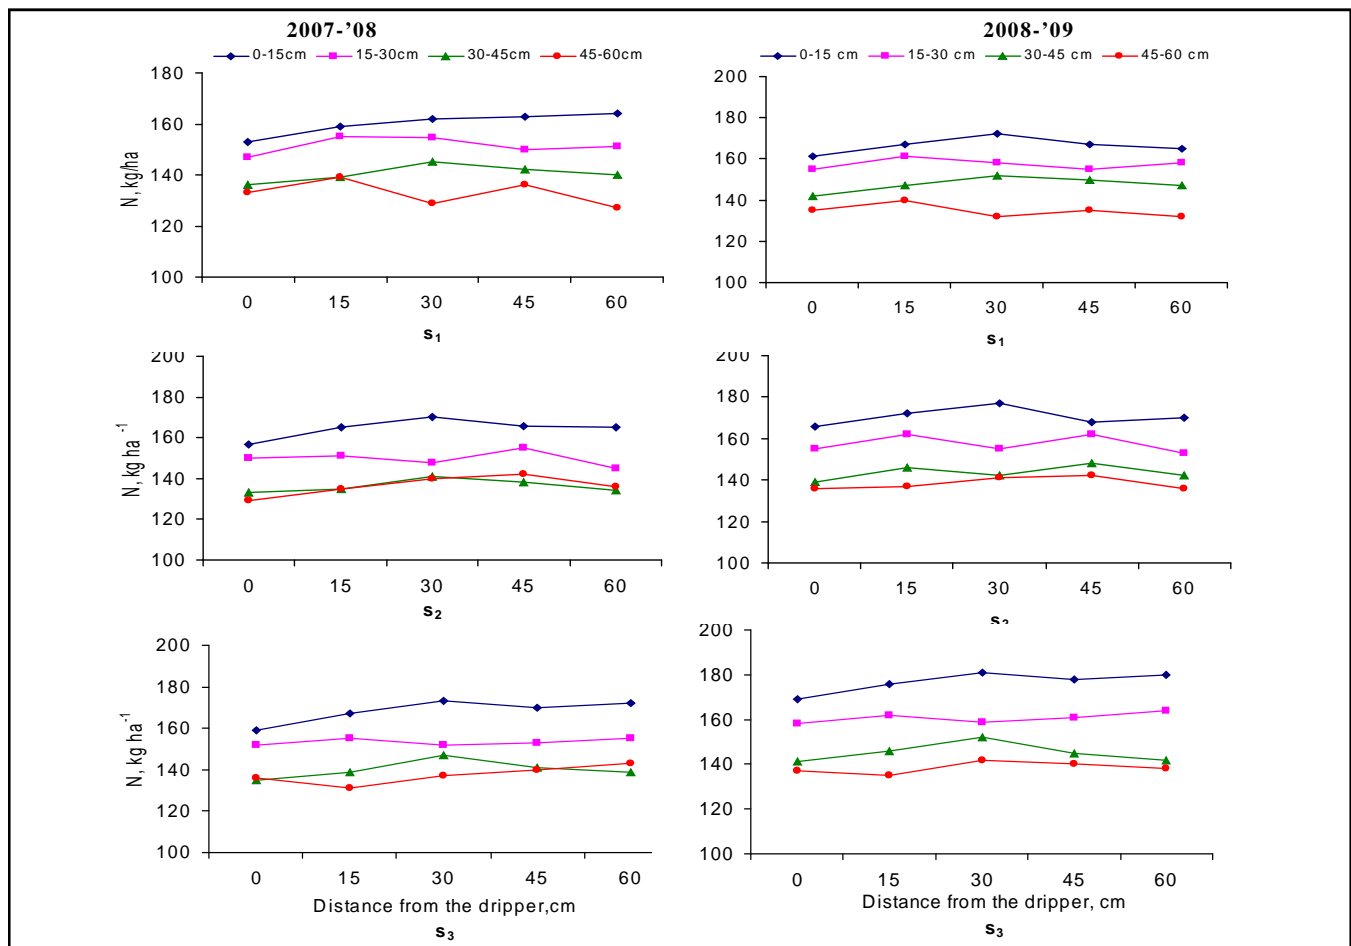 2007-’08
2008-’09
0-15cm 15-30cm 30-45cm 45-60cm
0-15 cm 15-30 cm 30-45 cm 45-60 cm
N, kg/ha
180
160
140
120
100
0 15 30 45 60
s1
200
180
160
140
120
100
0 15 30 45 60
s1
N, kg ha -1
200
180
160
140
120
100
0 15 30 45 60
s2
200
180
160
140
120
100
0 15 30 45 60
s2
N, kg ha-1
200
180
160
140
120
100
0 15 30 45 60
Distance from the dripper,cm
s3
200
180
160
140
120
100
0 15 30 45 60
Distance from the dripper, cm
s3